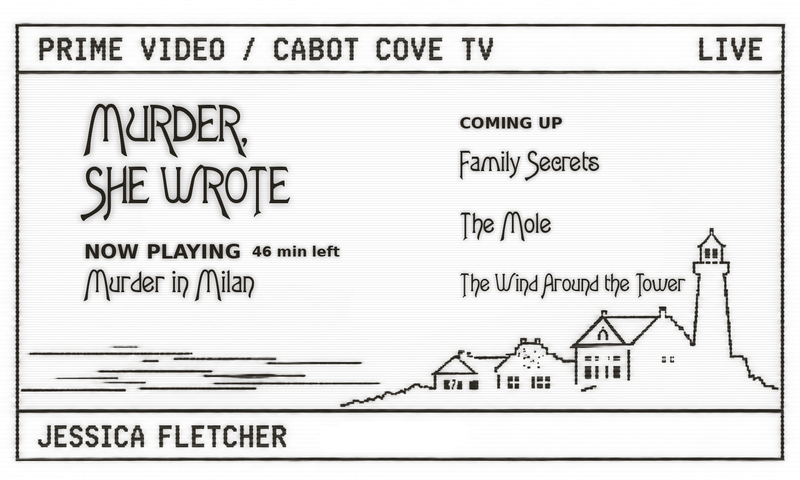 PRIME VIDEO / CABOT COVE TV
LIVE
MURDER,
SHE WROTE
NOW PLAYING 46 min left
Murder in Milan
COMING UP
Family Secrets
The Mole
The Wind Around the Tower
JESSICA FLETCHER